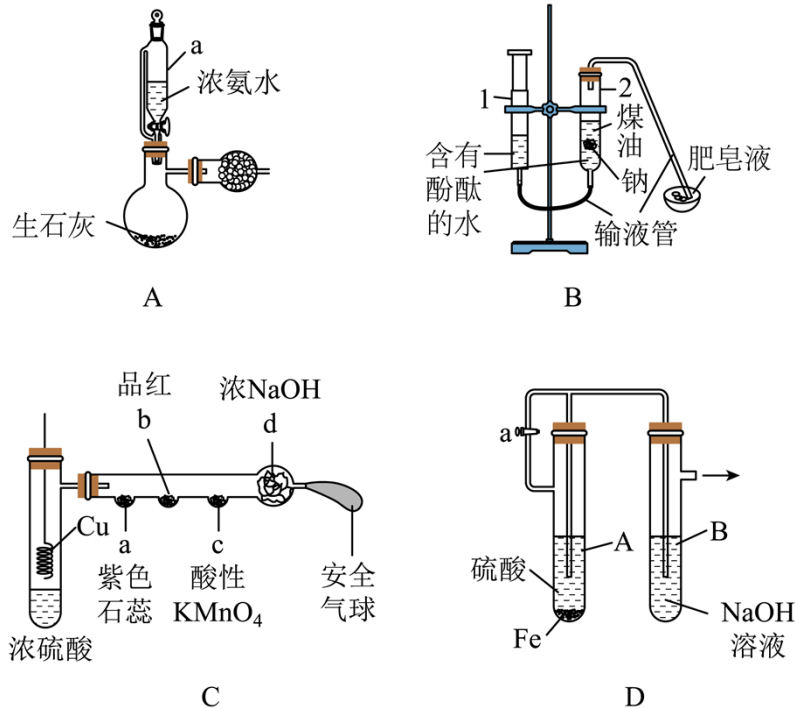 a
浓氨水
生石灰
A
1
2
煤
油
钠
含有
酚酞
的水
肥皂液
输液管
B
品红
b
浓NaOH
d
Cu
a
紫色
石蕊
c
酸性
KMnO₄
安全
气球
浓硫酸
C
a
A
B
硫酸
Fe
NaOH
溶液
D